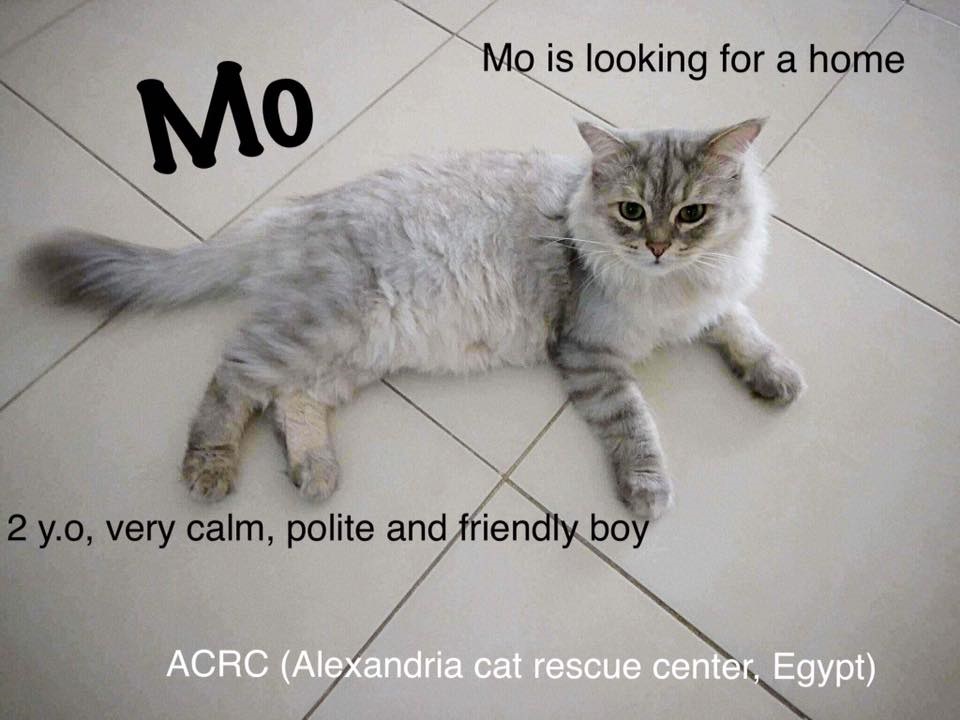 Mo is looking for a home
Mo
2 y.o, very calm, polite and friendly boy
ACRC (Alexandria cat rescue center, Egypt)